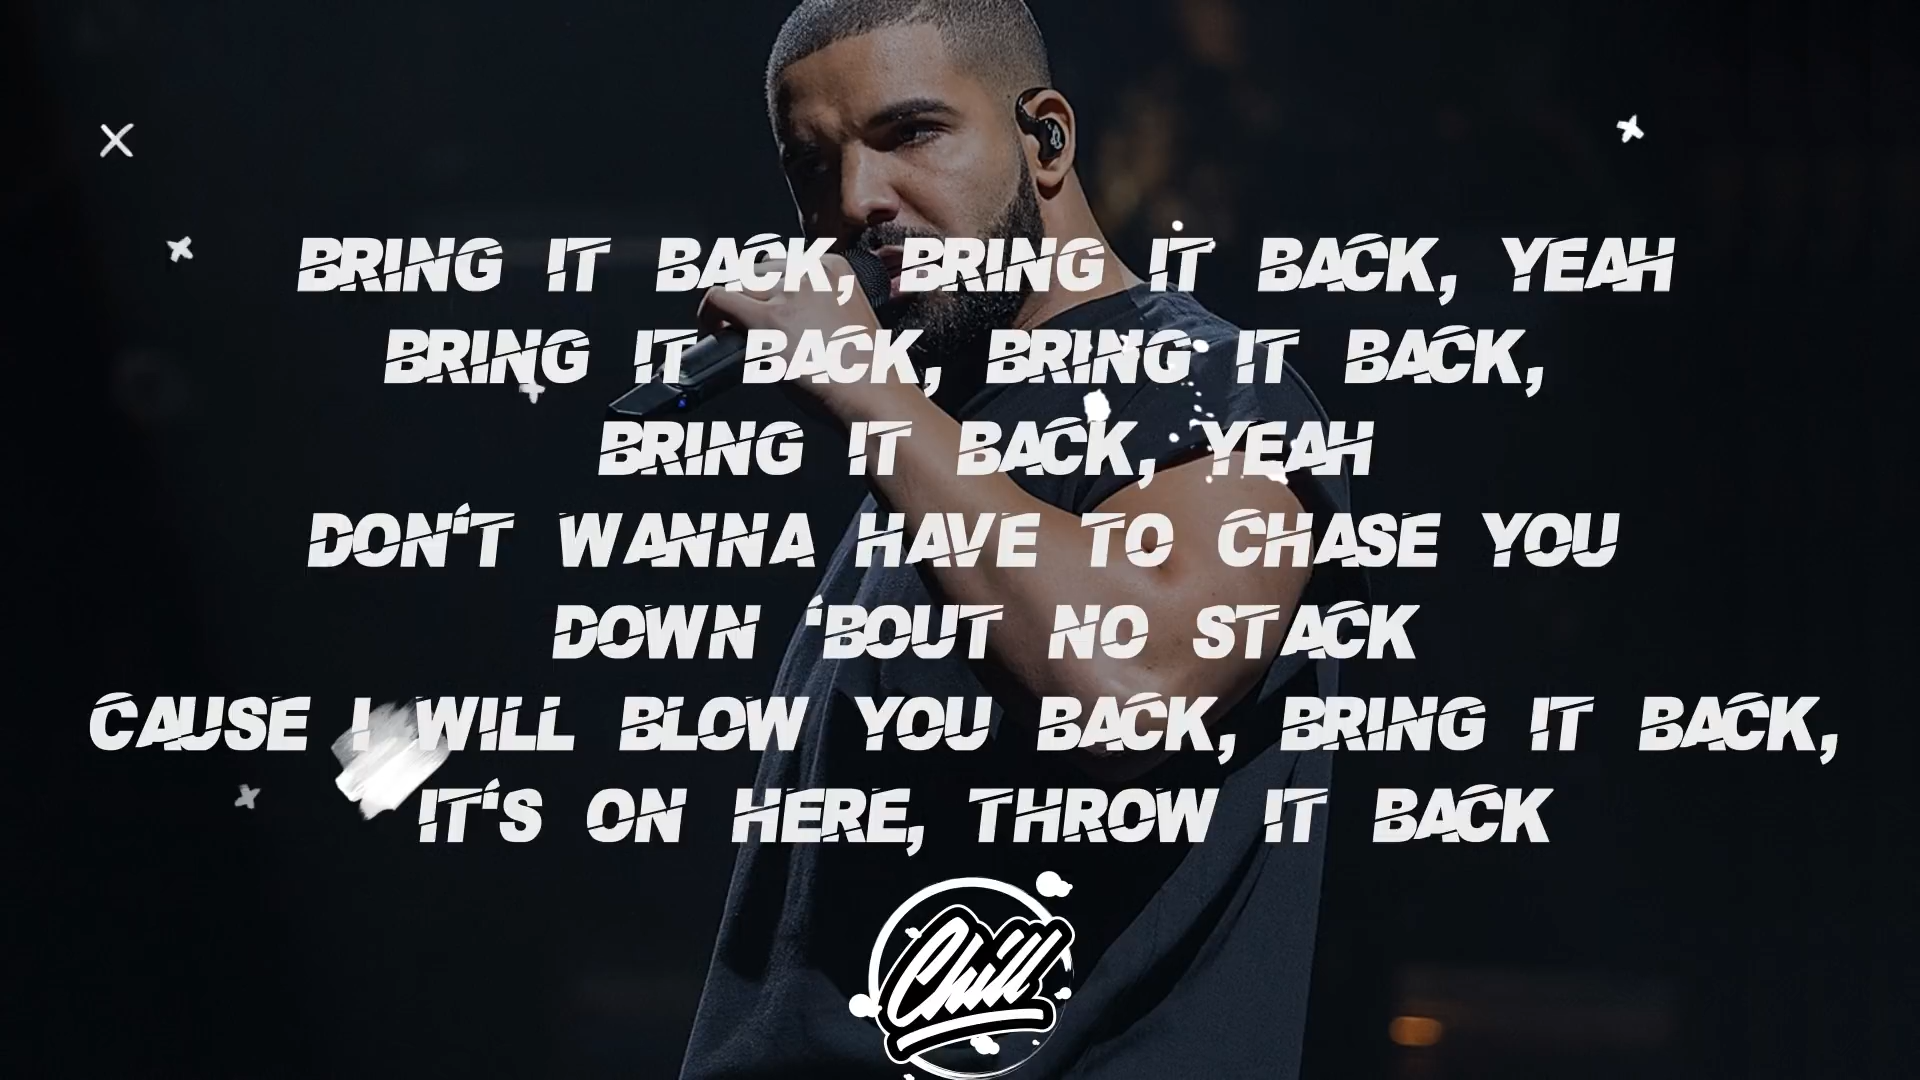 BRING IT BACK, BRING IT BACK, YEAH
BRING IT BACK, BRING IT BACK,
BRING IT BACK, YEAH
DON'T WANNA HAVE TO CHASE YOU
DOWN 'BOUT NO STACK
CAUSE I WILL BLOW YOU BACK, BRING IT BACK,
IT'S ON HERE, THROW IT BACK
Chill